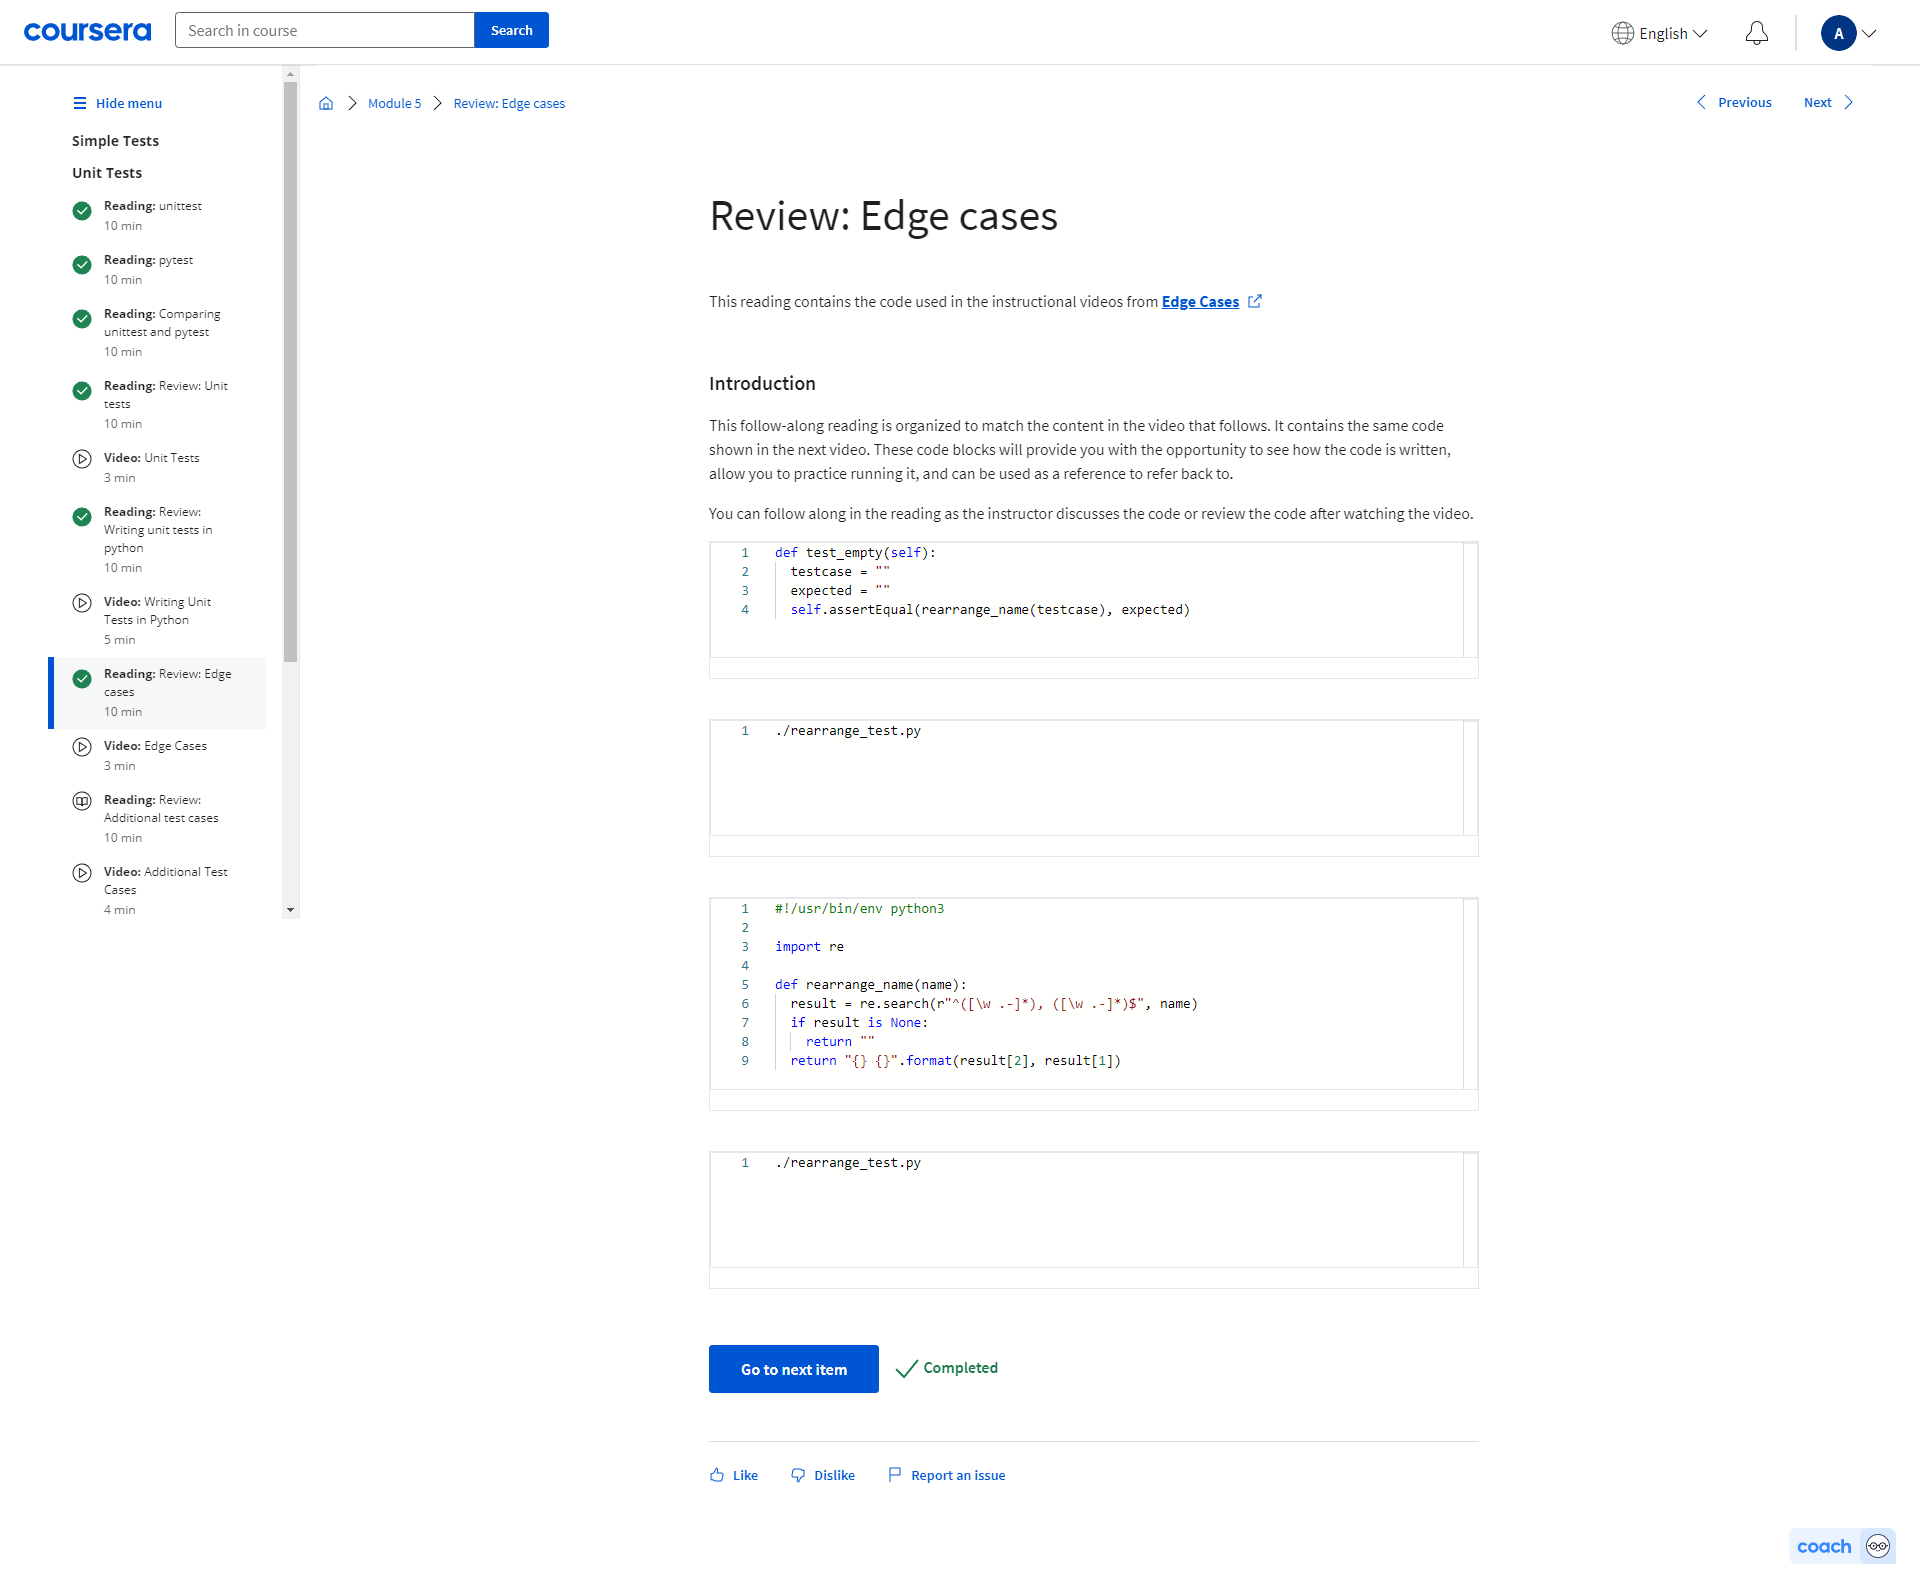 coursera
Search in course
Search
English
A
Hide menu
Simple Tests
Unit Tests
Reading: unittest
10 min
Reading: pytest
10 min
Reading: Comparing
unittest and pytest
10 min
Reading: Review: Unit
tests
10 min
Video: Unit Tests
3 min
Reading: Review:
Writing unit tests in
python
10 min
Video: Writing Unit
Tests in Python
5 min
Reading: Review: Edge
cases
10 min
Video: Edge Cases
3 min
Reading: Review:
Additional test cases
10 min
Video: Additional Test
Cases
4 min
Module 5
Review: Edge cases
Previous
Next
Review: Edge cases
This reading contains the code used in the instructional videos from Edge Cases
Introduction
This follow-along reading is organized to match the content in the video that follows. It contains the same code
shown in the next video. These code blocks will provide you with the opportunity to see how the code is written,
allow you to practice running it, and can be used as a reference to refer back to.
You can follow along in the reading as the instructor discusses the code or review the code after watching the video.
1 def test_empty(self):
2   testcase = ""
3   expected = ""
4   self.assertEqual(rearrange_name(testcase), expected)
1 ./rearrange_test.py
1 #!/usr/bin/env python3
2
3 import re
4
5 def rearrange_name(name):
6   result = re.search(r"^([\w .-]*), ([\w .-]*)$", name)
7   if result is None:
8     return ""
9   return "{} {}".format(result[2], result[1])
1 ./rearrange_test.py
Go to next item
Completed
Like
Dislike
Report an issue
coach